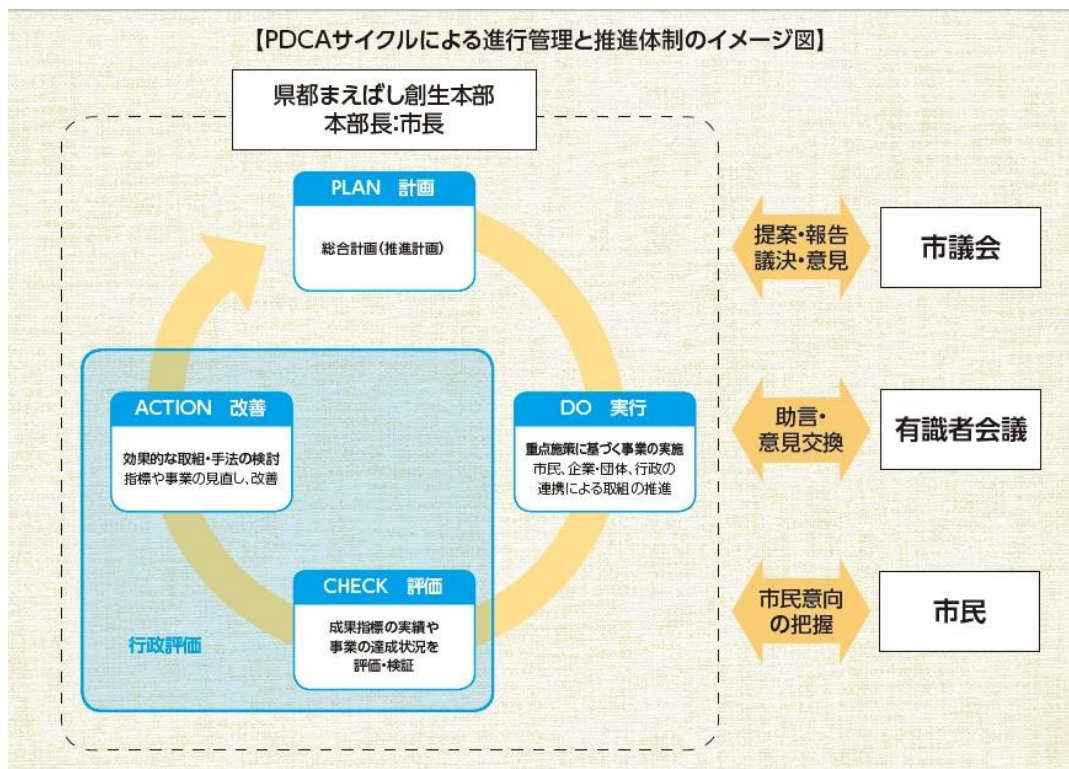 【PDCAサイクルによる進行管理と推進体制のイメージ図】
県都まえばし創生本部
本部長:市長
PLAN 計画
総合計画(推進計画)
ACTION 改善
効果的な取組・手法の検討
指標や事業の見直し、改善
DO 実行
重点施策に基づく事業の実施
市民、企業・団体、行政の
連携による取組の推進
CHECK 評価
成果指標の実績や
事業の達成状況を
評価・検証
行政評価
提案・報告
議決・意見
市議会
助言・
意見交換
有識者会議
市民意向
の把握
市民